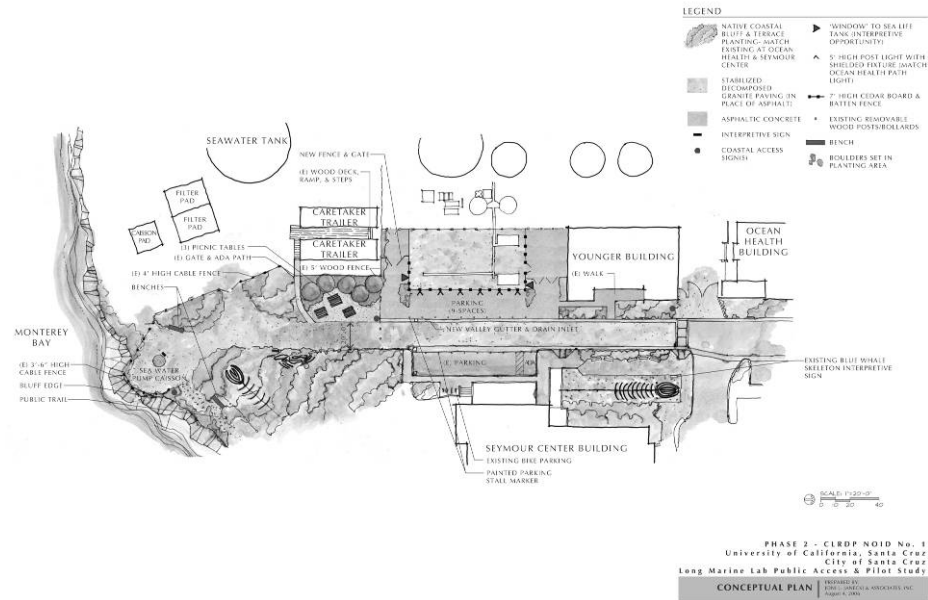 LEGEND
NATIVE COASTAL
BLUFF & TERRACE
PLANTING- MATCH
EXISTING AT OCEAN
HEALTH & SEYMOUR
CENTER
STABILIZED
DECOMPOSED
GRANITE PAVING (IN
PLACE OF ASPHALT)
ASPHALTIC CONCRETE
INTERPRETIVE SIGN
COASTAL ACCESS
SIGN(S)
'WINDOW' TO SEA LIFE
TANK (INTERPRETIVE
OPPORTUNITY)
5' HIGH POST LIGHT WITH
SHIELDED FIXTURE (MATCH
OCEAN HEALTH PATH
LIGHT)
7' HIGH CEDAR BOARD &
BATTEN FENCE
EXISTING REMOVABLE
WOOD POSTS/BOLLARDS
BENCH
BOULDERS SET IN
PLANTING AREA
SEAWATER TANK
NEW FENCE & GATE
(E) WOOD DECK,
RAMP, & STEPS
FILTER
PAD
FILTER
PAD
CAISSON
PAD
CARETAKER
TRAILER
CARETAKER
TRAILER
(3) PICNIC TABLES
(E) GATE & ADA PATH
(E) 5' WOOD FENCE
(E) 4' HIGH CABLE FENCE
BENCHES
YOUNGER BUILDING
OCEAN
HEALTH
BUILDING
(E) WALK
PARKING
(9-SPACES)
NEW VALLEY GUTTER & DRAIN INLET
MONTEREY
BAY
(E) 3'-6" HIGH
CABLE FENCE
BLUFF EDGE
PUBLIC TRAIL
SEA WATER
PUMP CAISSON
(E) PARKING
EXISTING BLUE WHALE
SKELETON INTERPRETIVE
SIGN
SEYMOUR CENTER BUILDING
EXISTING BIKE PARKING
PAINTED PARKING
STALL MARKER
SCALE: 1"=20'-0"
0 10 20 40
PHASE 2 - CLRDP NOID No. 1
University of California, Santa Cruz
City of Santa Cruz
Long Marine Lab Public Access & Pilot Study
CONCEPTUAL PLAN
PREPARED BY:
August 4, 2006